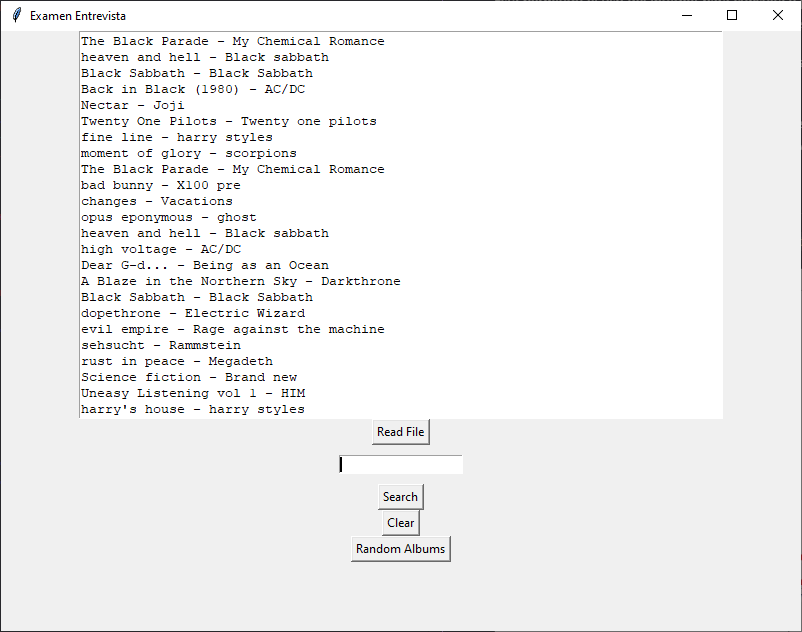 Examen Entrevista
The Black Parade - My Chemical Romance
heaven and hell - Black sabbath
Black Sabbath - Black Sabbath
Back in Black (1980) - AC/DC
Nectar - Joji
Twenty One Pilots - Twenty one pilots
fine line - harry styles
moment of glory - scorpions
The Black Parade - My Chemical Romance
bad bunny - X100 pre
changes - Vacations
opus eponymous - ghost
heaven and hell - Black sabbath
high voltage - AC/DC
Dear G-d... - Being as an Ocean
A Blaze in the Northern Sky - Darkthrone
Black Sabbath - Black Sabbath
dopethrone - Electric Wizard
evil empire - Rage against the machine
sehsucht - Rammstein
rust in peace - Megadeth
Science fiction - Brand new
Uneasy Listening vol 1 - HIM
harry's house - harry styles
Read File
Search
Clear
Random Albums